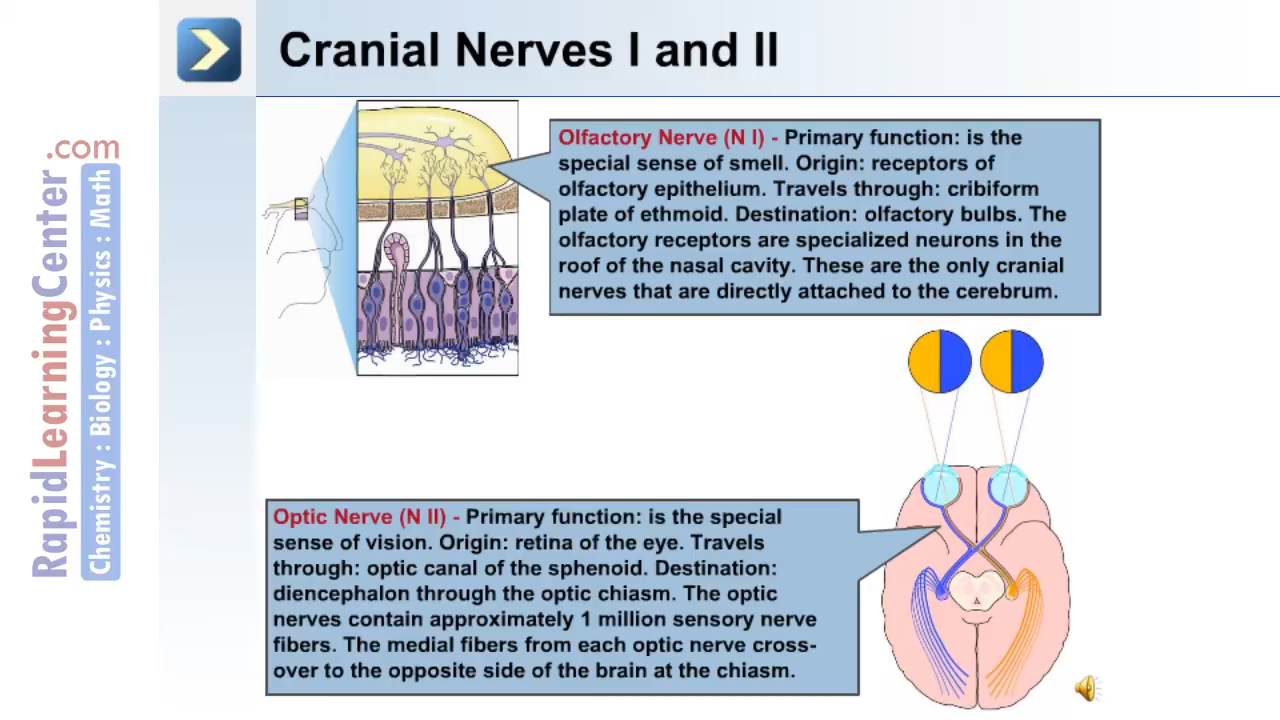 Cranial Nerves I and II
RapidLearningCenter.com
Chemistry : Biology : Physics : Math
Olfactory Nerve (N I) - Primary function: is the
special sense of smell. Origin: receptors of
olfactory epithelium. Travels through: cribiform
plate of ethmoid. Destination: olfactory bulbs. The
olfactory receptors are specialized neurons in the
roof of the nasal cavity. These are the only cranial
nerves that are directly attached to the cerebrum.
Optic Nerve (N II) - Primary function: is the special
sense of vision. Origin: retina of the eye. Travels
through: optic canal of the sphenoid. Destination:
diencephalon through the optic chiasm. The optic
nerves contain approximately 1 million sensory nerve
fibers. The medial fibers from each optic nerve cross-
over to the opposite side of the brain at the chiasm.